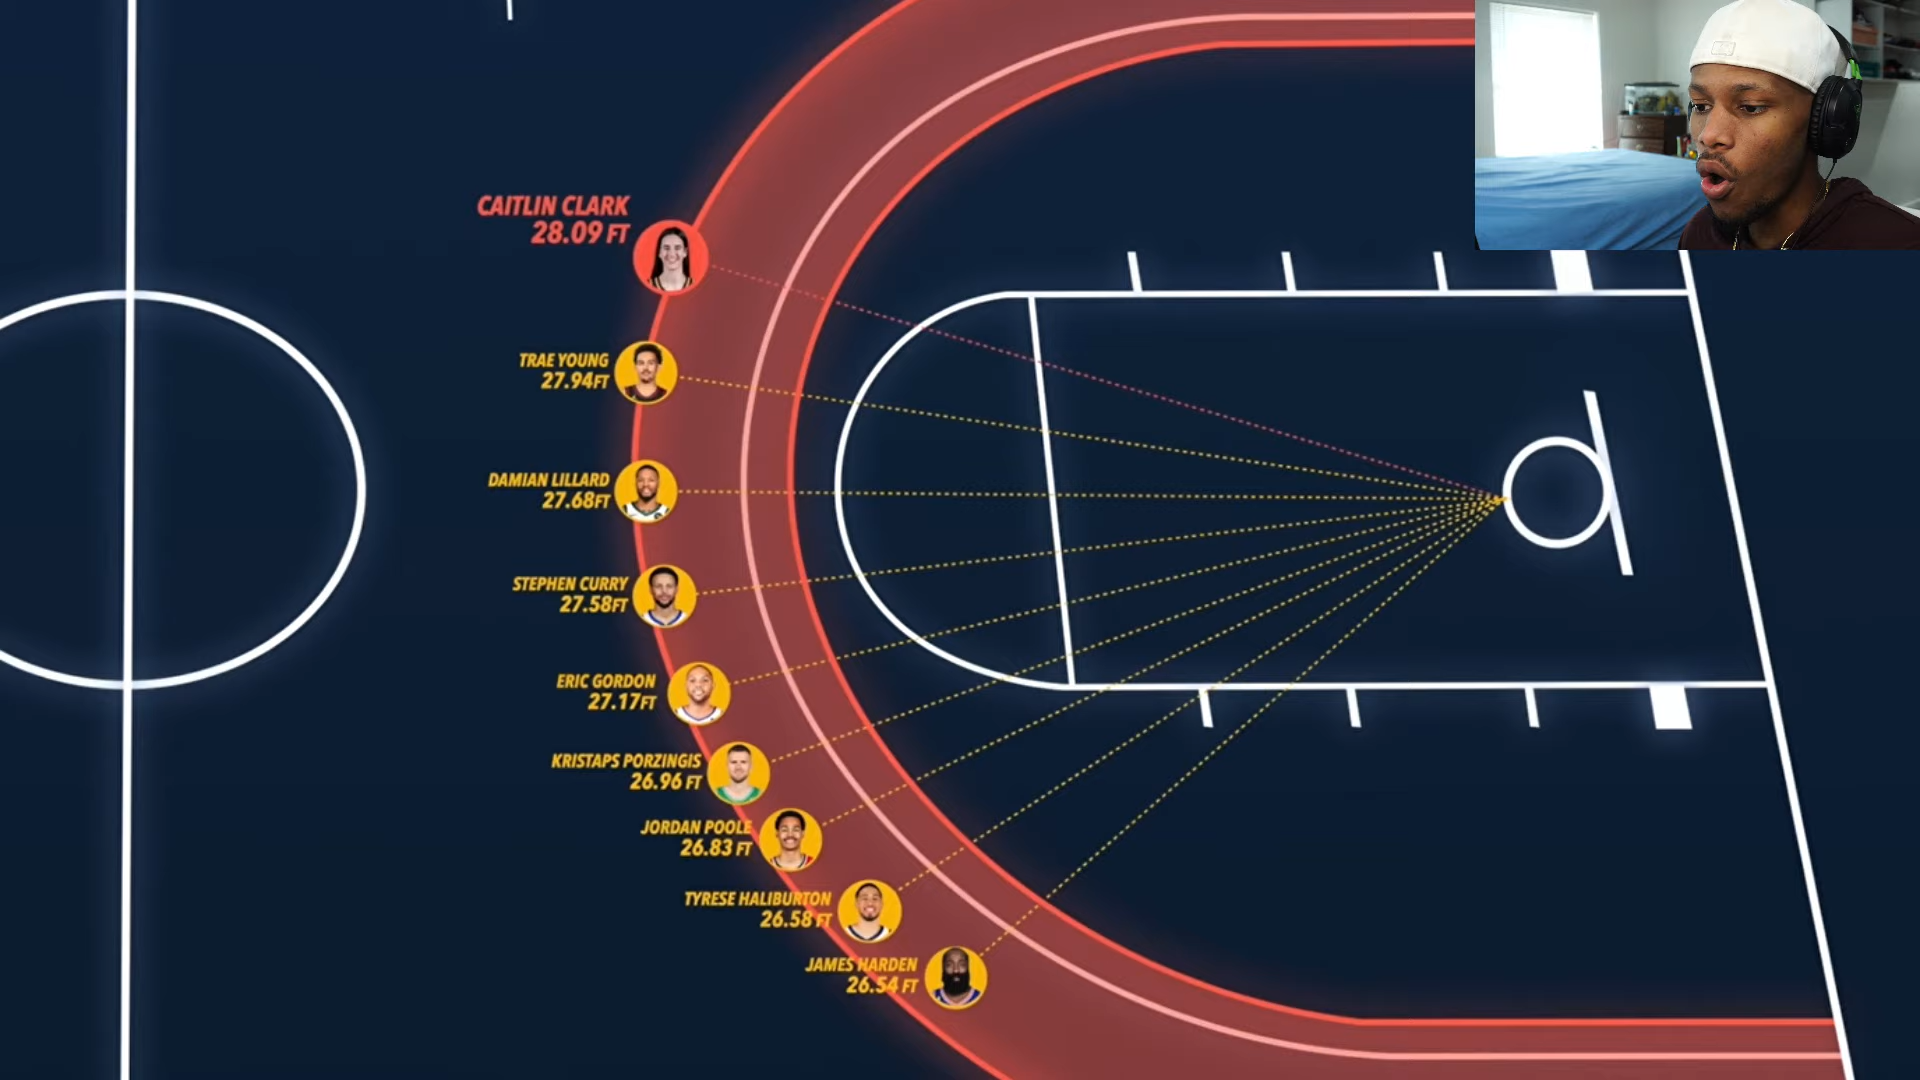 CAITLIN CLARK
28.09 FT
TRAE YOUNG
27.94FT
DAMIAN LILLARD
27.68FT
STEPHEN CURRY
27.58FT
ERIC GORDON
27.17FT
KRISTAPS PORZINGIS
26.96 FT
JORDAN POOLE
26.83 FT
TYRESE HALIBURTON
26.58 FT
JAMES HARDEN
26.54 FT